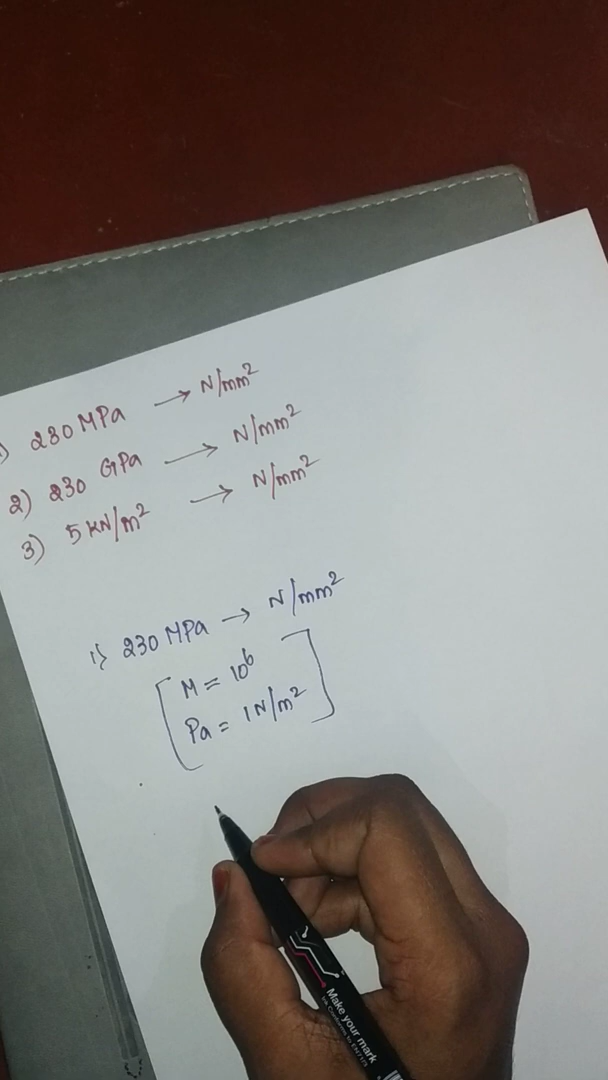 1) 230 MPa → N/mm²
2) 230 GPa → N/mm²
3) 5 kN/m² → N/mm²
1) 230 MPa → N/mm²
M = 10⁶
Pa = 1 N/m²
Make your mark